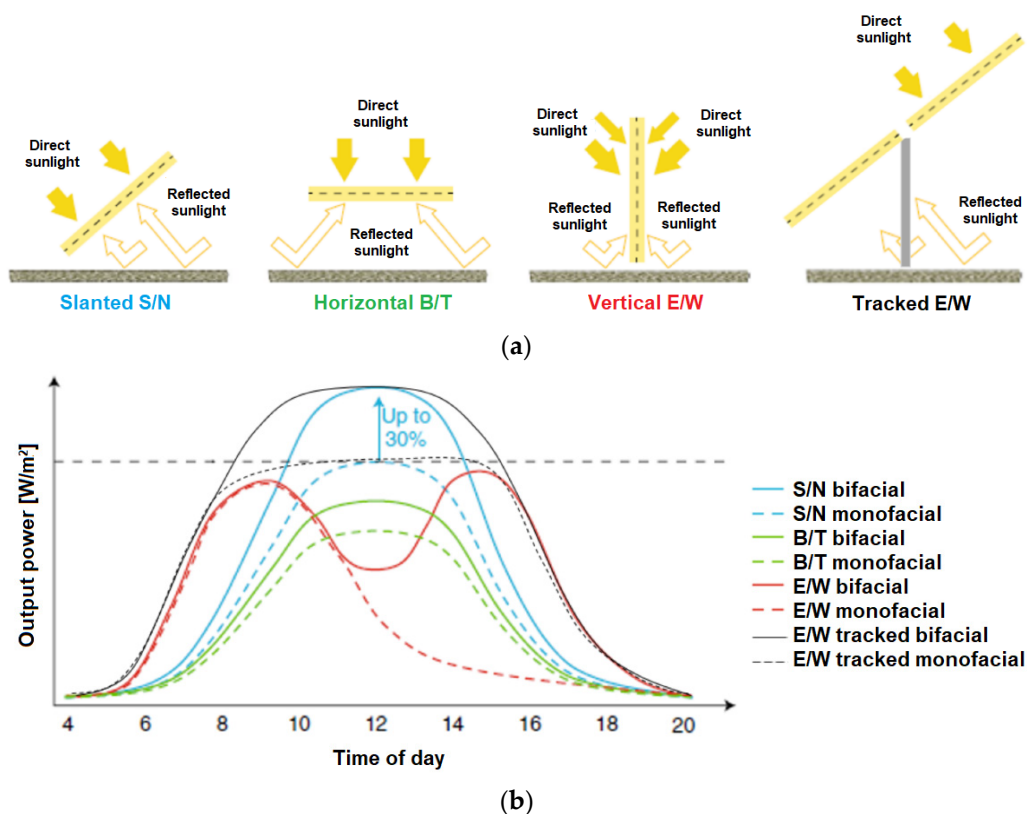 Direct
sunlight
Reflected
sunlight
Slanted S/N
Direct
sunlight
Reflected
sunlight
Horizontal B/T
Direct
sunlight
Direct
sunlight
Reflected
sunlight
Reflected
sunlight
Vertical E/W
Direct
sunlight
Reflected
sunlight
Tracked E/W
(a)
Output power [W/m²]
Up to
30%
S/N bifacial
S/N monofacial
B/T bifacial
B/T monofacial
E/W bifacial
E/W monofacial
E/W tracked bifacial
E/W tracked monofacial
4 6 8 10 12 14 16 18 20
Time of day
(b)